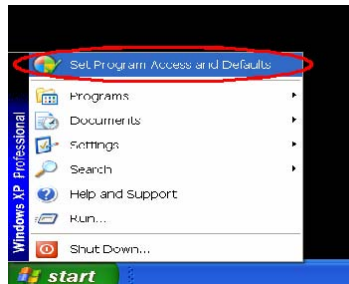 Set Program Access and Defaults
Programs
Documents
Settings
Search
Help and Support
Run...
Shut Down...
Windows XP Professional
start